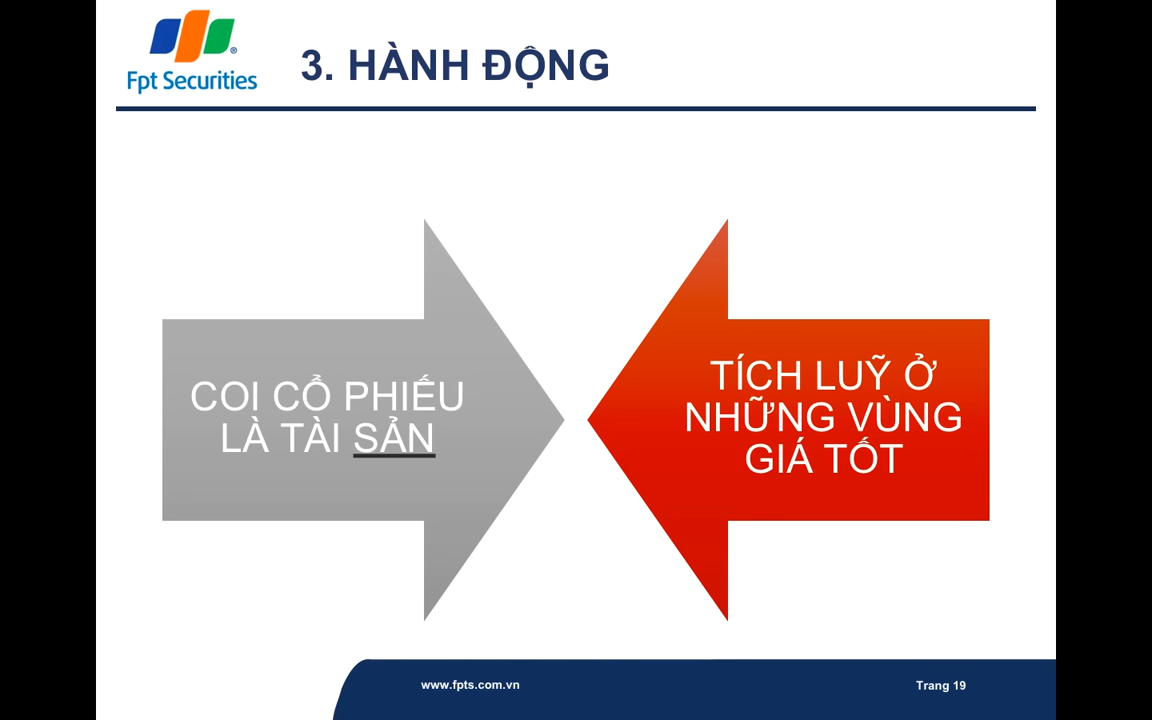 Fpt Securities
3. HÀNH ĐỘNG
COI CỔ PHIẾU
LÀ TÀI SẢN
TÍCH LUỸ Ở
NHỮNG VÙNG
GIÁ TỐT
www.fpts.com.vn
Trang 19